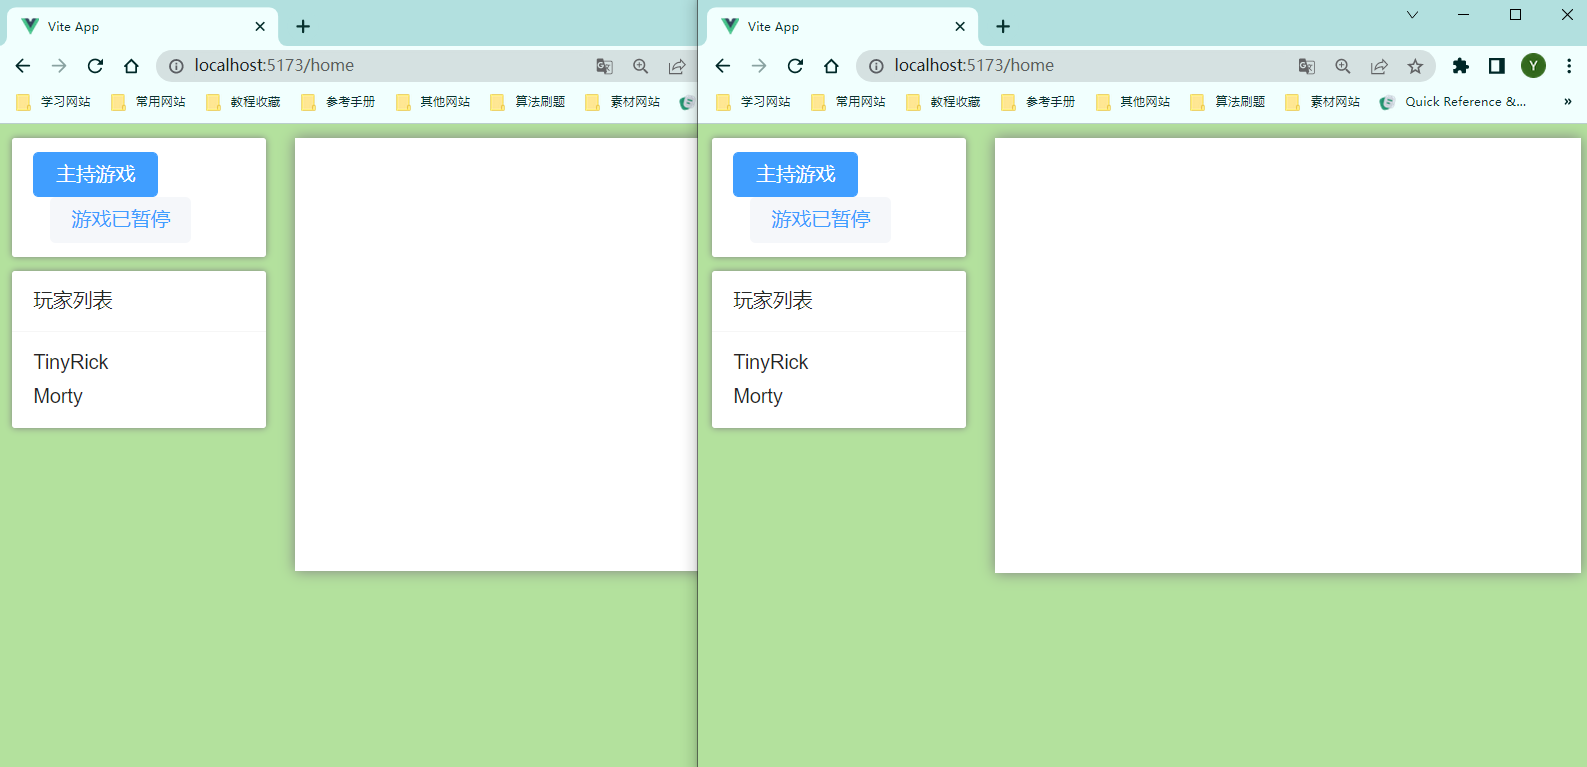 Vite App
localhost:5173/home
学习网站 常用网站 教程收藏 参考手册 其他网站 算法刷题 素材网站
主持游戏
游戏已暂停
玩家列表
TinyRick
Morty
Vite App
localhost:5173/home
Y
学习网站 常用网站 教程收藏 参考手册 其他网站 算法刷题 素材网站 Quick Reference &... »
主持游戏
游戏已暂停
玩家列表
TinyRick
Morty